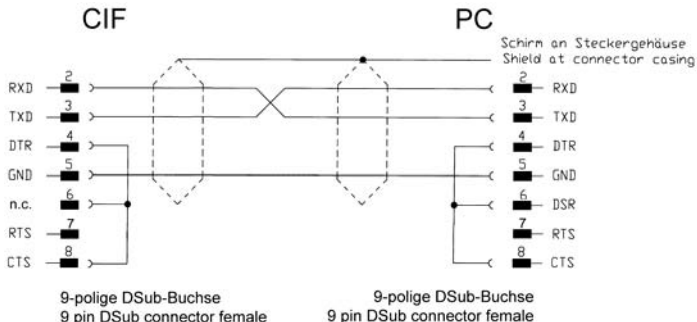 CIF PC
Schirm an Steckergehäuse
Shield at connector casing
RXD 2 2 RXD
TXD 3 3 TXD
DTR 4 4 DTR
GND 5 5 GND
n.c. 6 6 DSR
RTS 7 7 RTS
CTS 8 8 CTS
9-polige DSub-Buchse 9-polige DSub-Buchse
9 pin DSub connector female 9 pin DSub connector female